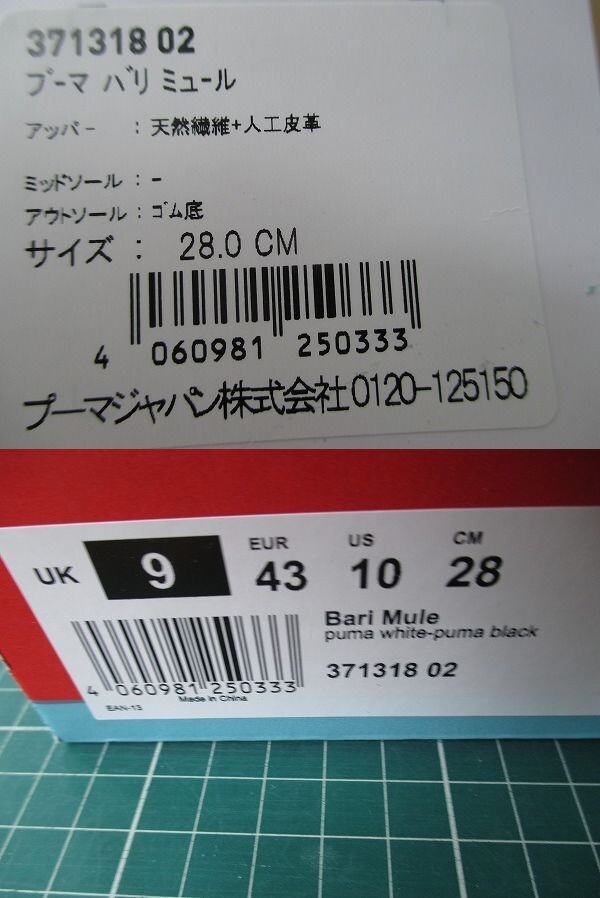 371318 02
プーマ バリ ミュール
アッパー : 天然繊維+人工皮革
ミッドソール : -
アウトソール : ゴム底
サイズ : 28.0 CM
4 060981 250333
プーマジャパン株式会社 0120-125150
UK 9 EUR 43 US 10 CM 28
Bari Mule
puma white-puma black
371318 02
4 060981 250333
EAN-13 Made in China